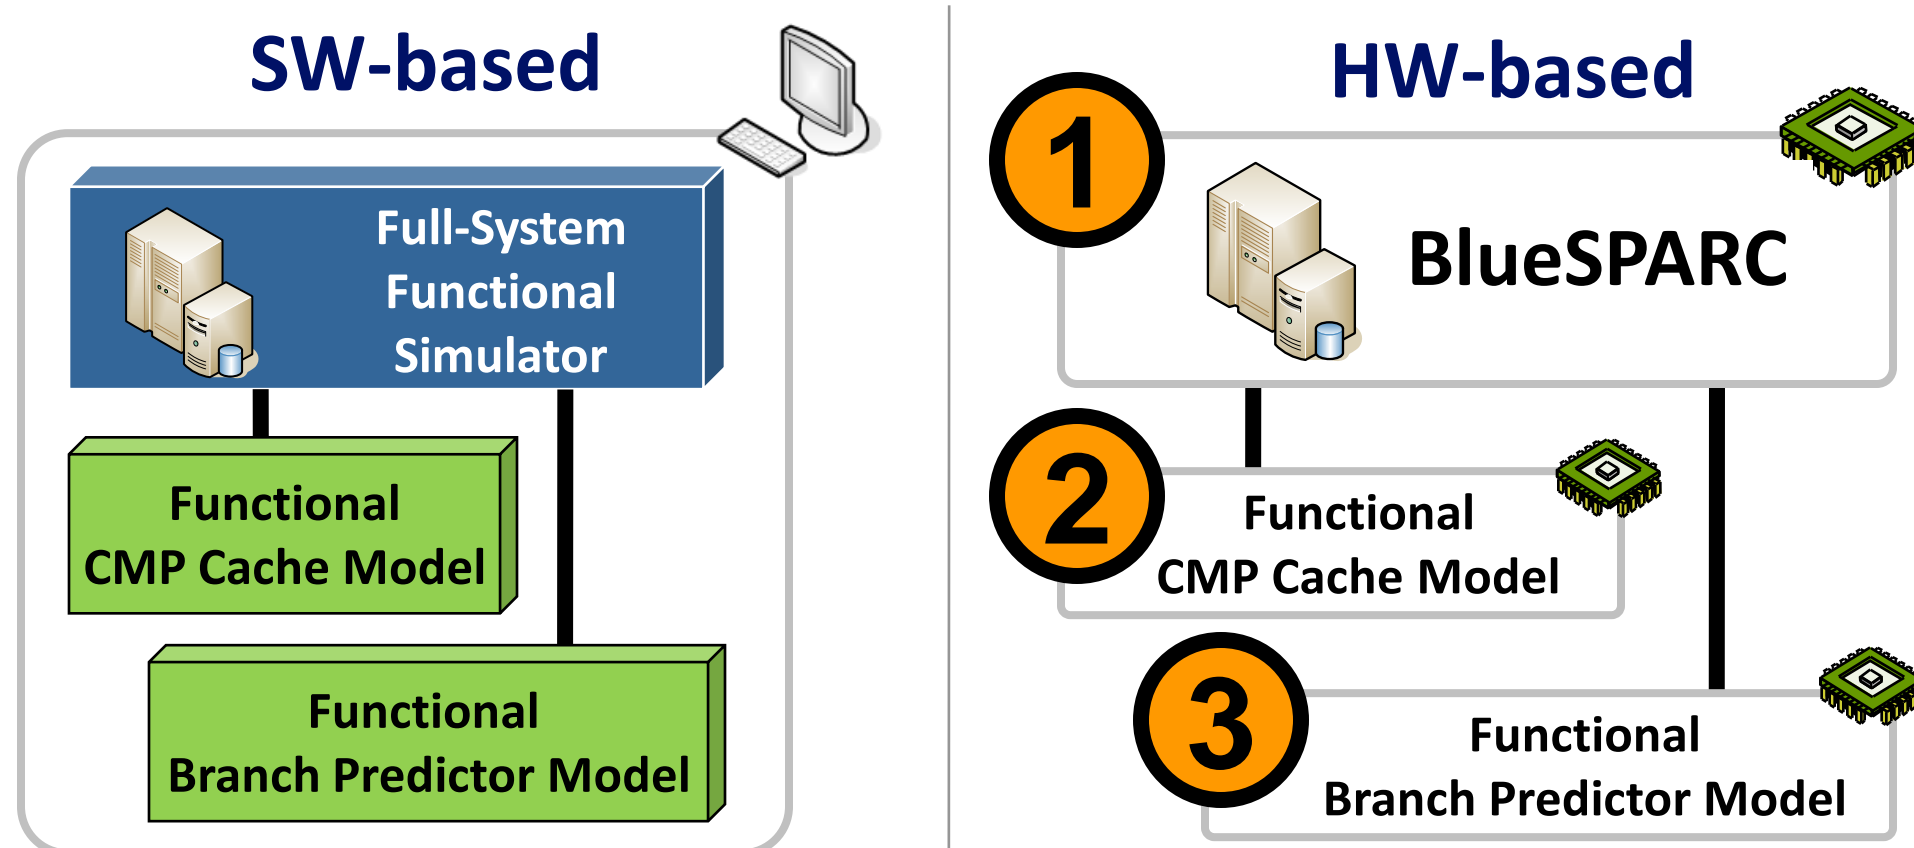 SW-based
Full-System
Functional
Simulator
Functional
CMP Cache Model
Functional
Branch Predictor Model
HW-based
1
BlueSPARC
2
Functional
CMP Cache Model
3
Functional
Branch Predictor Model